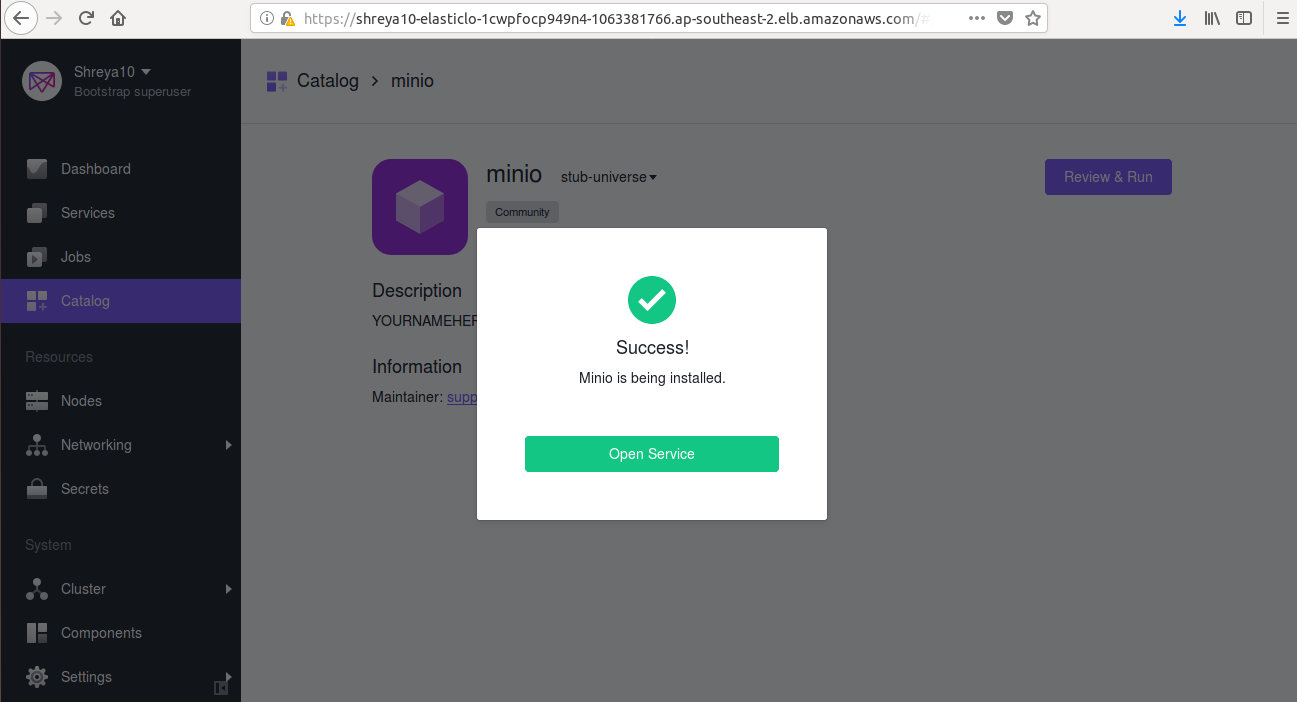 https://shreya10-elasticlo-1cwpfocp949n4-1063381766.ap-southeast-2.elb.amazonaws.com/#
Shreya10
Bootstrap superuser
Catalog > minio
Dashboard
Services
Jobs
Catalog
Resources
Nodes
Networking
Secrets
System
Cluster
Components
Settings
minio stub-universe
Review & Run
Community
Description
YOURNAMEHER
Information
Maintainer: supp
Success!
Minio is being installed.
Open Service